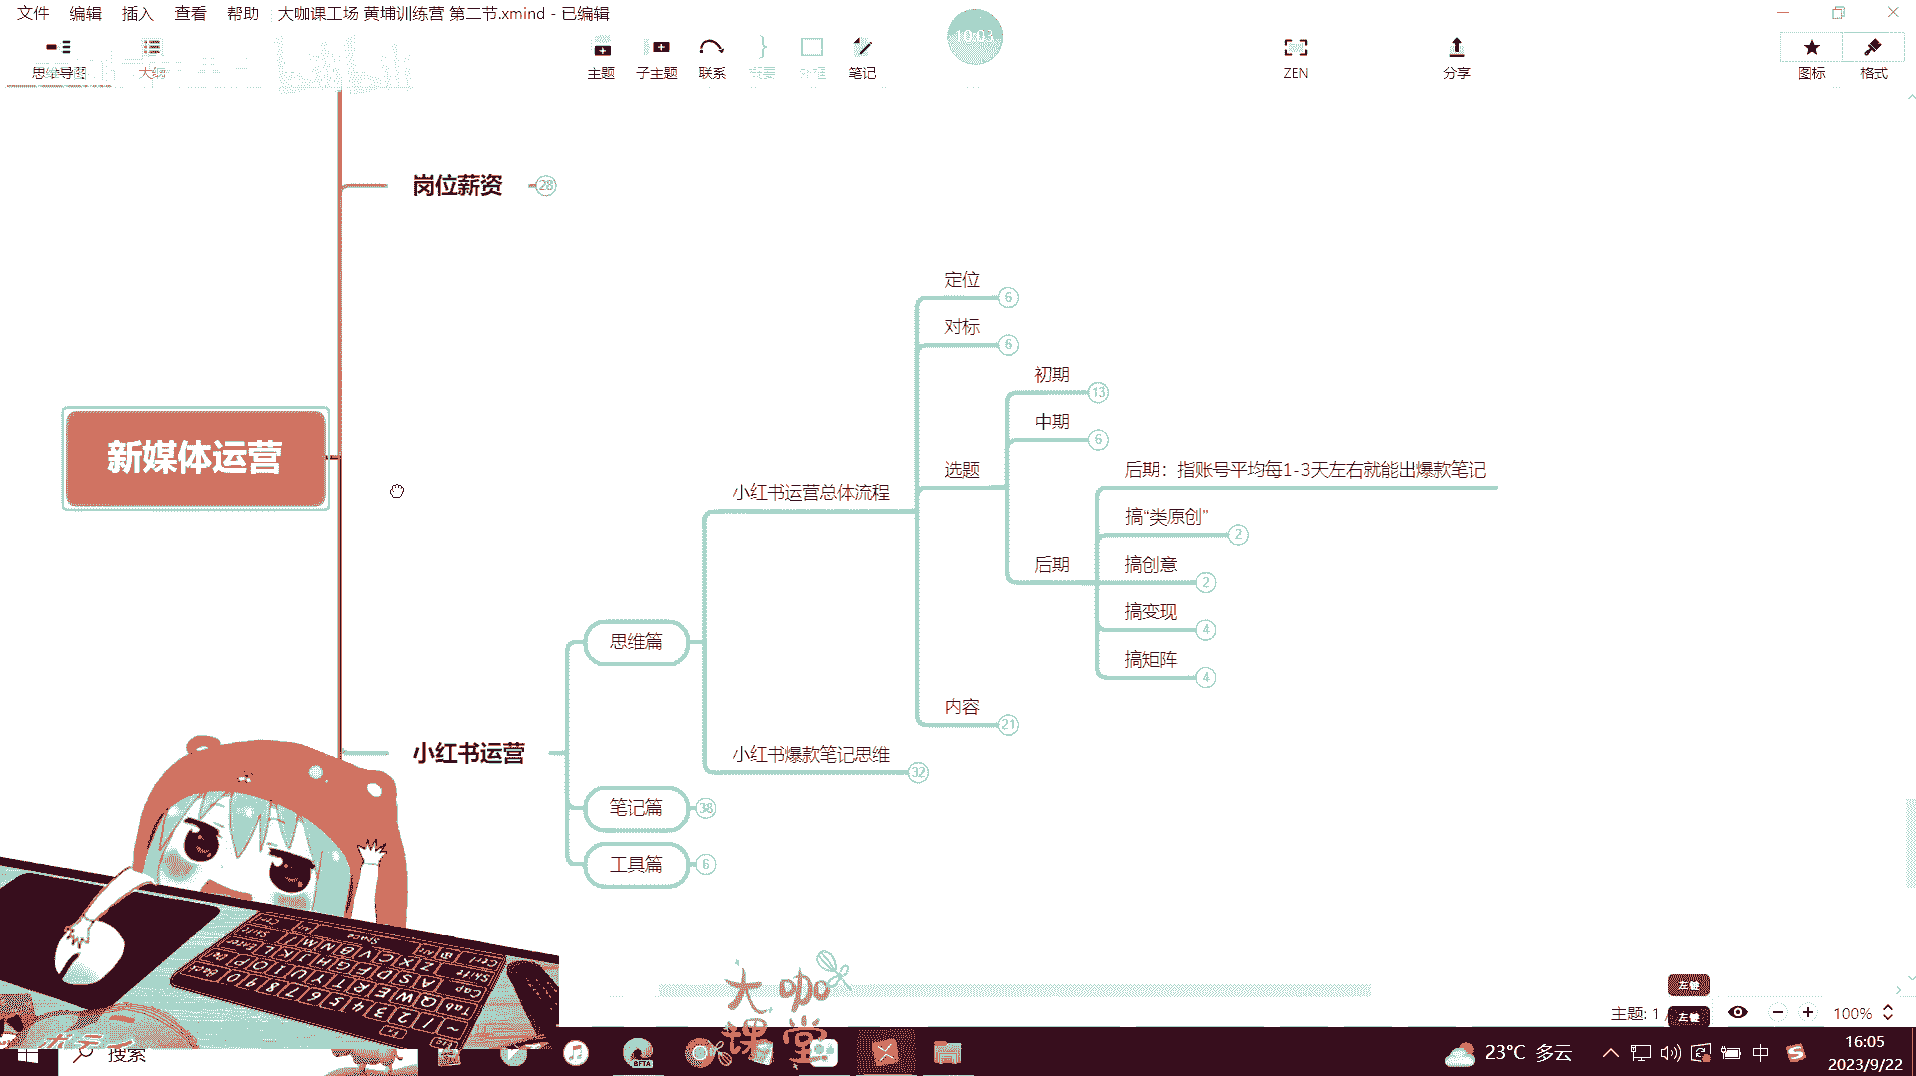 文件 编辑 插入 查看 帮助 大咖课工场 黄埔训练营 第二节.xmind - 已编辑
10:03
思维导图 大纲 主题 子主题 联系 概要 外框 笔记 ZEN 分享 图标 格式
岗位薪资 28
定位 6
对标 6
初期 13
中期 6
新媒体运营
选题
后期：指账号平均每1-3天左右就能出爆款笔记
小红书运营总体流程
搞“类原创” 2
后期
搞创意 2
搞变现 4
思维篇
搞矩阵 4
内容 21
小红书运营
小红书爆款笔记思维 32
笔记篇 38
工具篇 6
大咖
课堂
左键
左键
主题: 1 / 100%
搜索
BETA
23°C 多云
中
16:05
2023/9/22